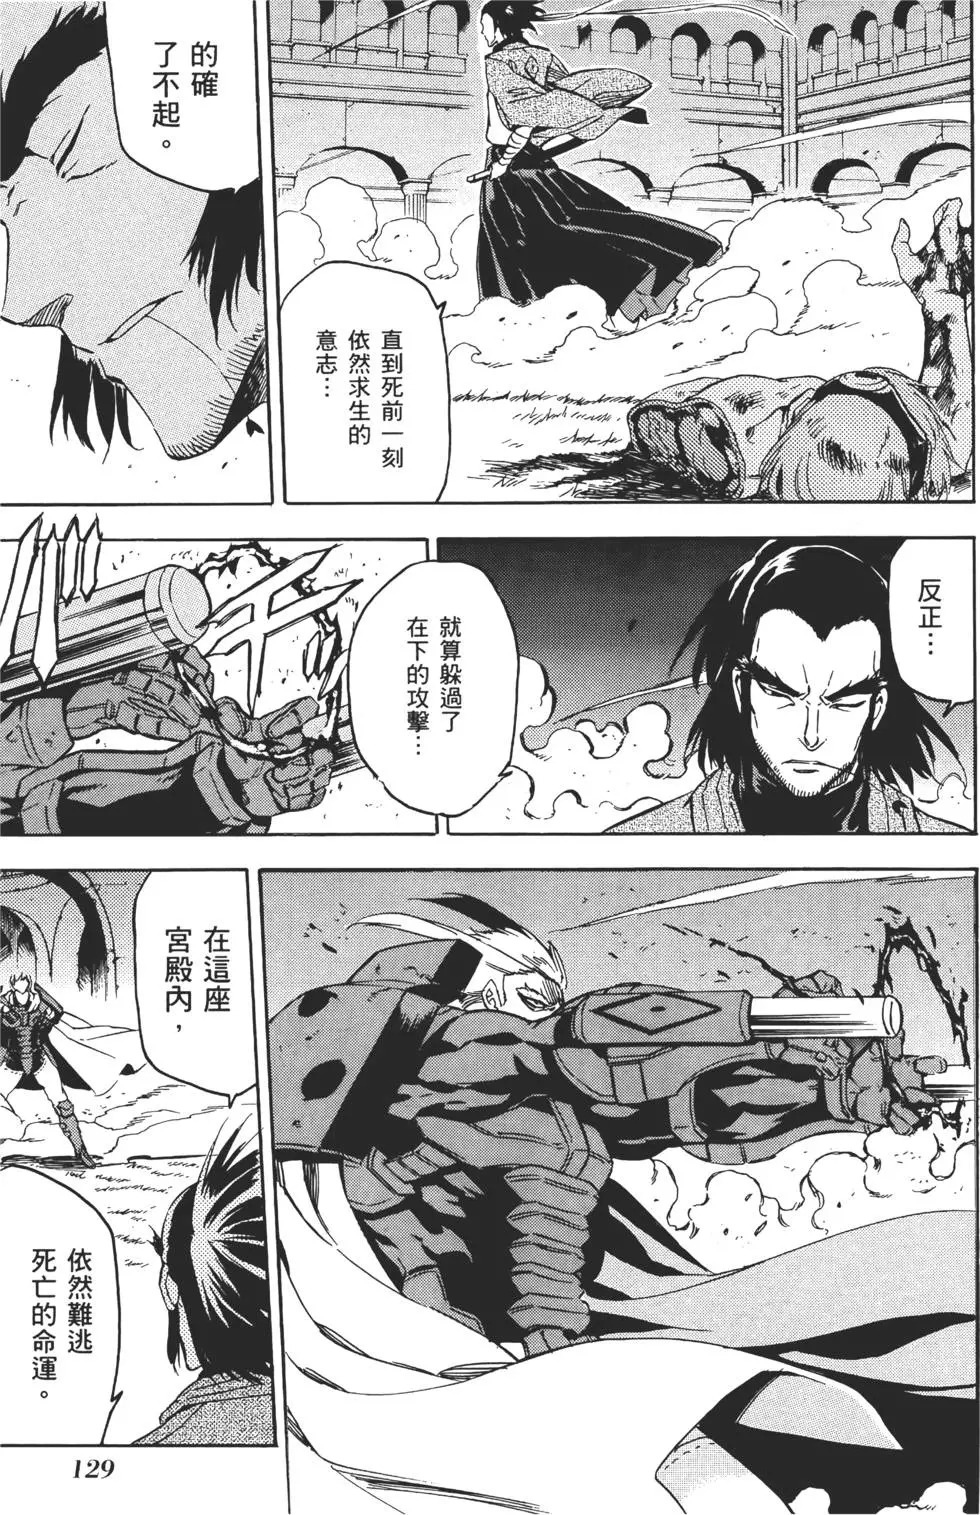 直到死前一刻
依然求生的
意志…
的確
了不起。
反正…
就算躲過了
在下的攻擊…
在這座
宮殿內,
依然難逃
死亡的命運。
129